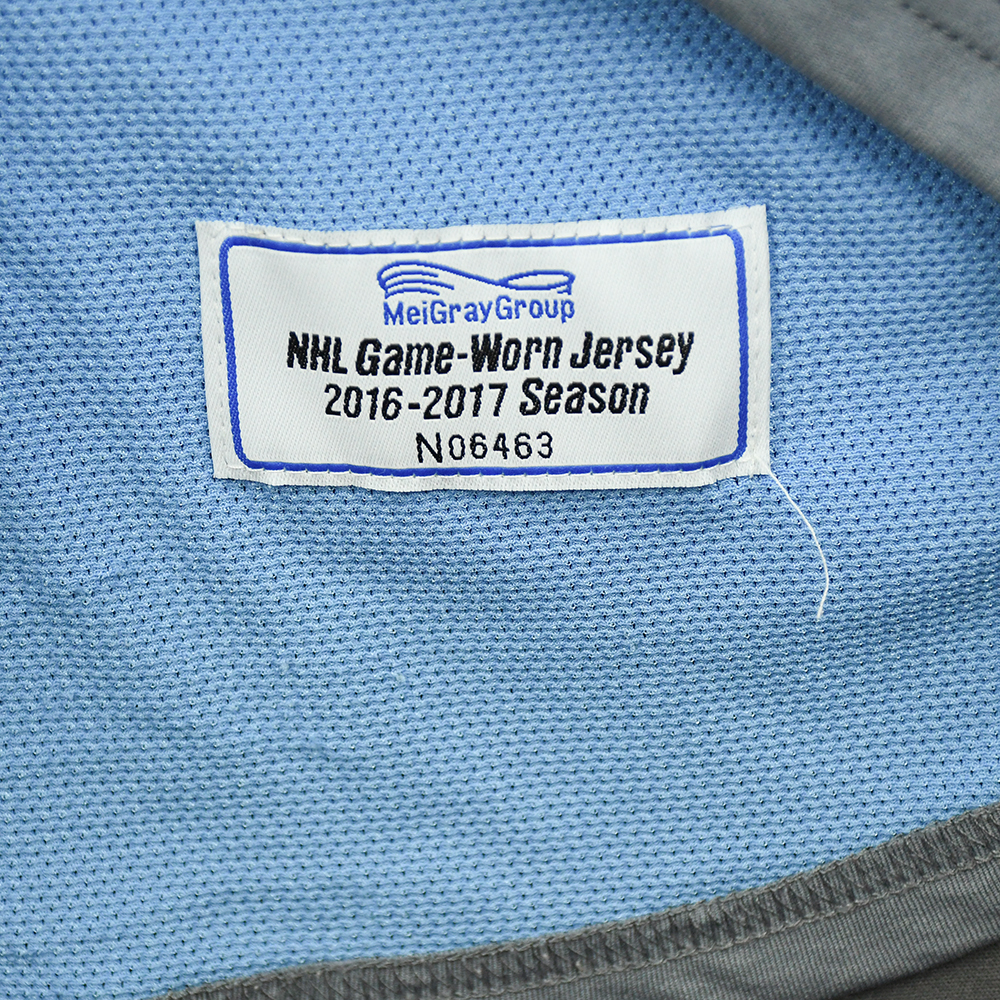 MeiGrayGroup
NHL Game-Worn Jersey
2016-2017 Season
N06463